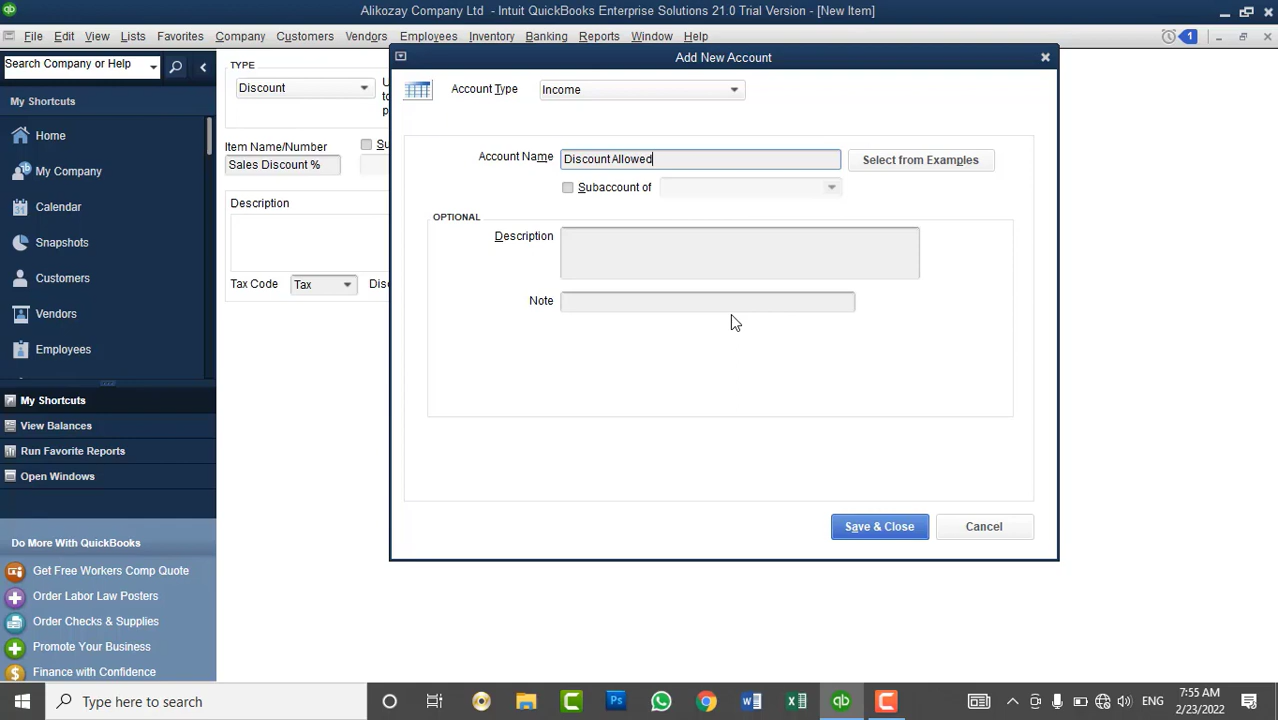 Alikozay Company Ltd - Intuit QuickBooks Enterprise Solutions 21.0 Trial Version - [New Item]
File Edit View Lists Favorites Company Customers Vendors Employees Inventory Banking Reports Window Help
1
Search Company or Help
My Shortcuts
Home
My Company
Calendar
Snapshots
Customers
Vendors
Employees
My Shortcuts
View Balances
Run Favorite Reports
Open Windows
Do More With QuickBooks
Get Free Workers Comp Quote
Order Labor Law Posters
Order Checks & Supplies
Promote Your Business
Finance with Confidence
TYPE
Discount
U
to
p
Item Name/Number
Su
Sales Discount %
Description
Tax Code Tax Disc
Add New Account
Account Type Income
Account Name Discount Allowed Select from Examples
Subaccount of
OPTIONAL
Description
Note
Save & Close Cancel
Type here to search
ENG
7:55 AM
2/23/2022